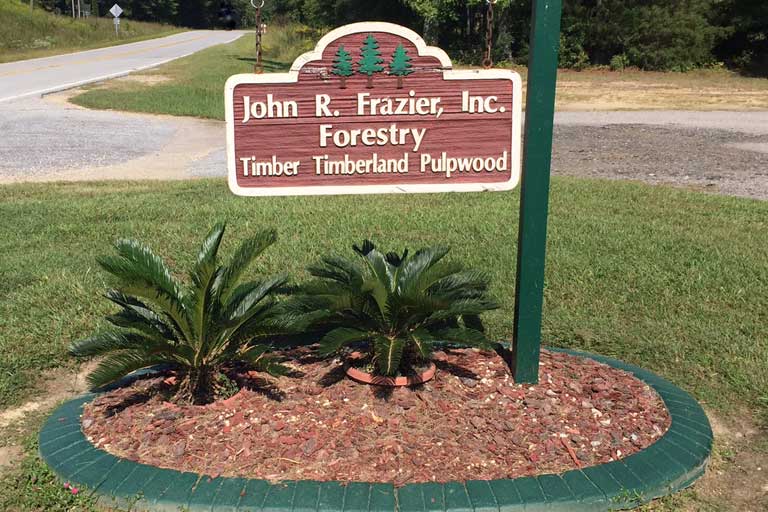 John R. Frazier, Inc.
Forestry
Timber Timberland Pulpwood